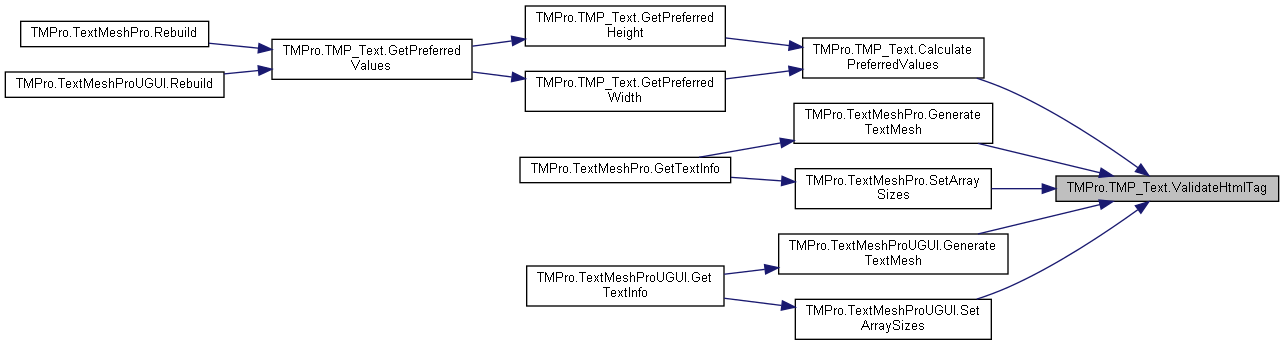 TMPro.TextMeshPro.Rebuild
TMPro.TextMeshProUGUI.Rebuild
TMPro.TMP_Text.GetPreferred
Values
TMPro.TMP_Text.GetPreferred
Height
TMPro.TMP_Text.GetPreferred
Width
TMPro.TextMeshPro.GetTextInfo
TMPro.TextMeshProUGUI.Get
TextInfo
TMPro.TMP_Text.Calculate
PreferredValues
TMPro.TextMeshPro.Generate
TextMesh
TMPro.TextMeshPro.SetArray
Sizes
TMPro.TextMeshProUGUI.Generate
TextMesh
TMPro.TextMeshProUGUI.Set
ArraySizes
TMPro.TMP_Text.ValidateHtmlTag